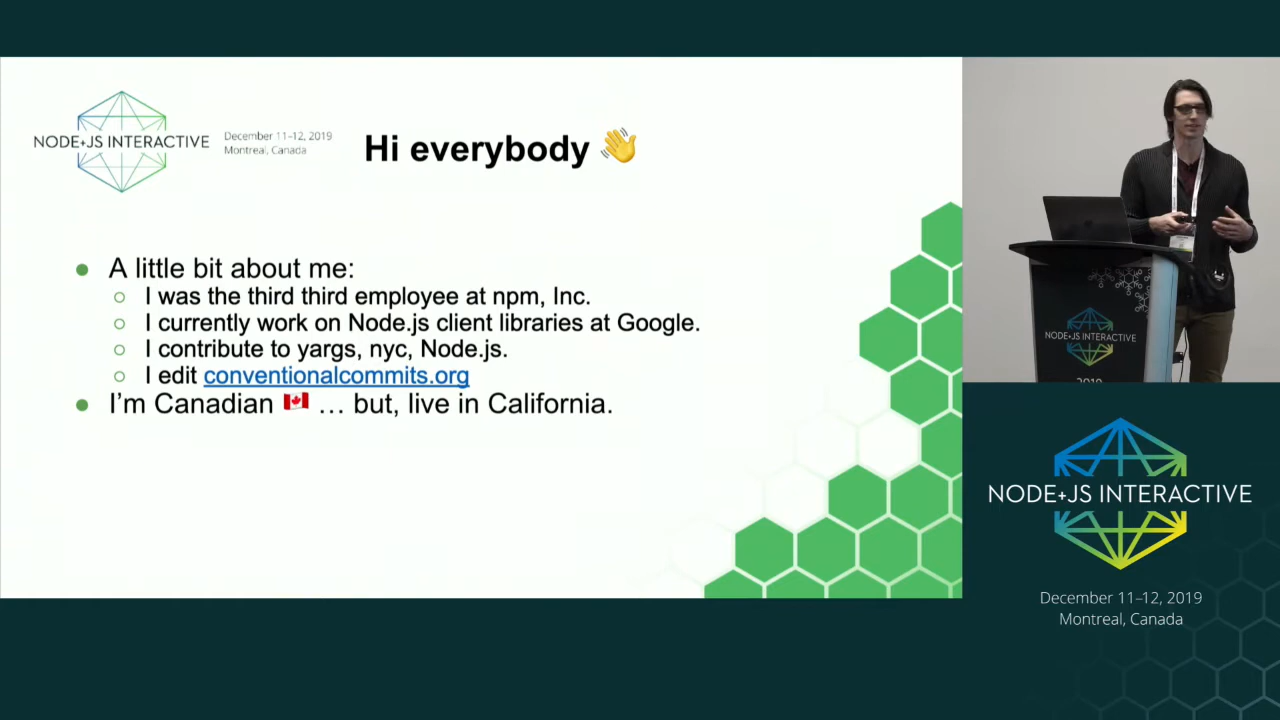 NODE+JS INTERACTIVE
December 11–12, 2019
Montreal, Canada
Hi everybody 👋
● A little bit about me:
○ I was the third third employee at npm, Inc.
○ I currently work on Node.js client libraries at Google.
○ I contribute to yargs, nyc, Node.js.
○ I edit conventionalcommits.org
● I’m Canadian 🇨🇦 … but, live in California.
NODE+JS INTERACTIVE
2019
NODE+JS INTERACTIVE
December 11–12, 2019
Montreal, Canada